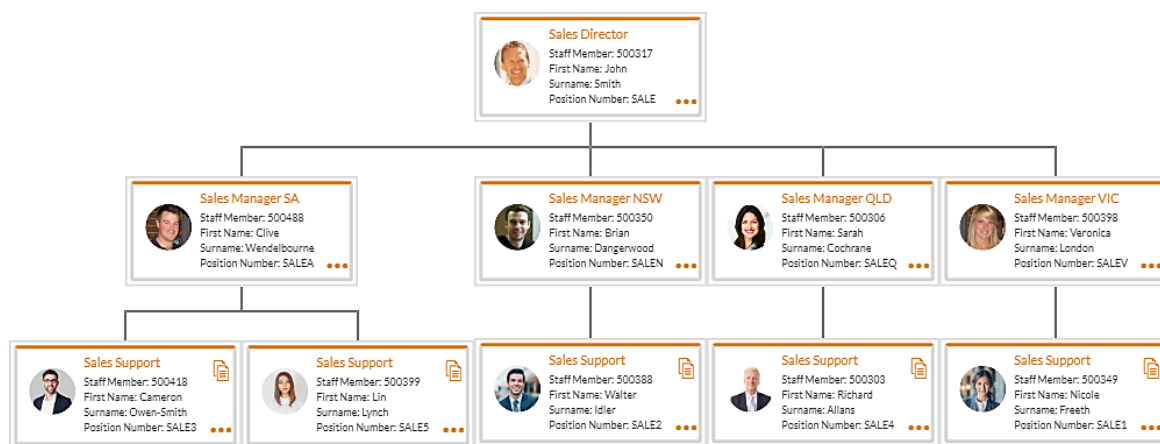 Sales Director
Staff Member: 500317
First Name: John
Surname: Smith
Position Number: SALE
Sales Manager SA
Staff Member: 500488
First Name: Clive
Surname: Wendelbourne
Position Number: SALEA
Sales Manager NSW
Staff Member: 500350
First Name: Brian
Surname: Dangerwood
Position Number: SALEN
Sales Manager QLD
Staff Member: 500306
First Name: Sarah
Surname: Cochrane
Position Number: SALEQ
Sales Manager VIC
Staff Member: 500398
First Name: Veronica
Surname: London
Position Number: SALEV
Sales Support
Staff Member: 500418
First Name: Cameron
Surname: Owen-Smith
Position Number: SALE3
Sales Support
Staff Member: 500399
First Name: Lin
Surname: Lynch
Position Number: SALE5
Sales Support
Staff Member: 500388
First Name: Walter
Surname: Idler
Position Number: SALE2
Sales Support
Staff Member: 500303
First Name: Richard
Surname: Allans
Position Number: SALE4
Sales Support
Staff Member: 500349
First Name: Nicole
Surname: Freeth
Position Number: SALE1